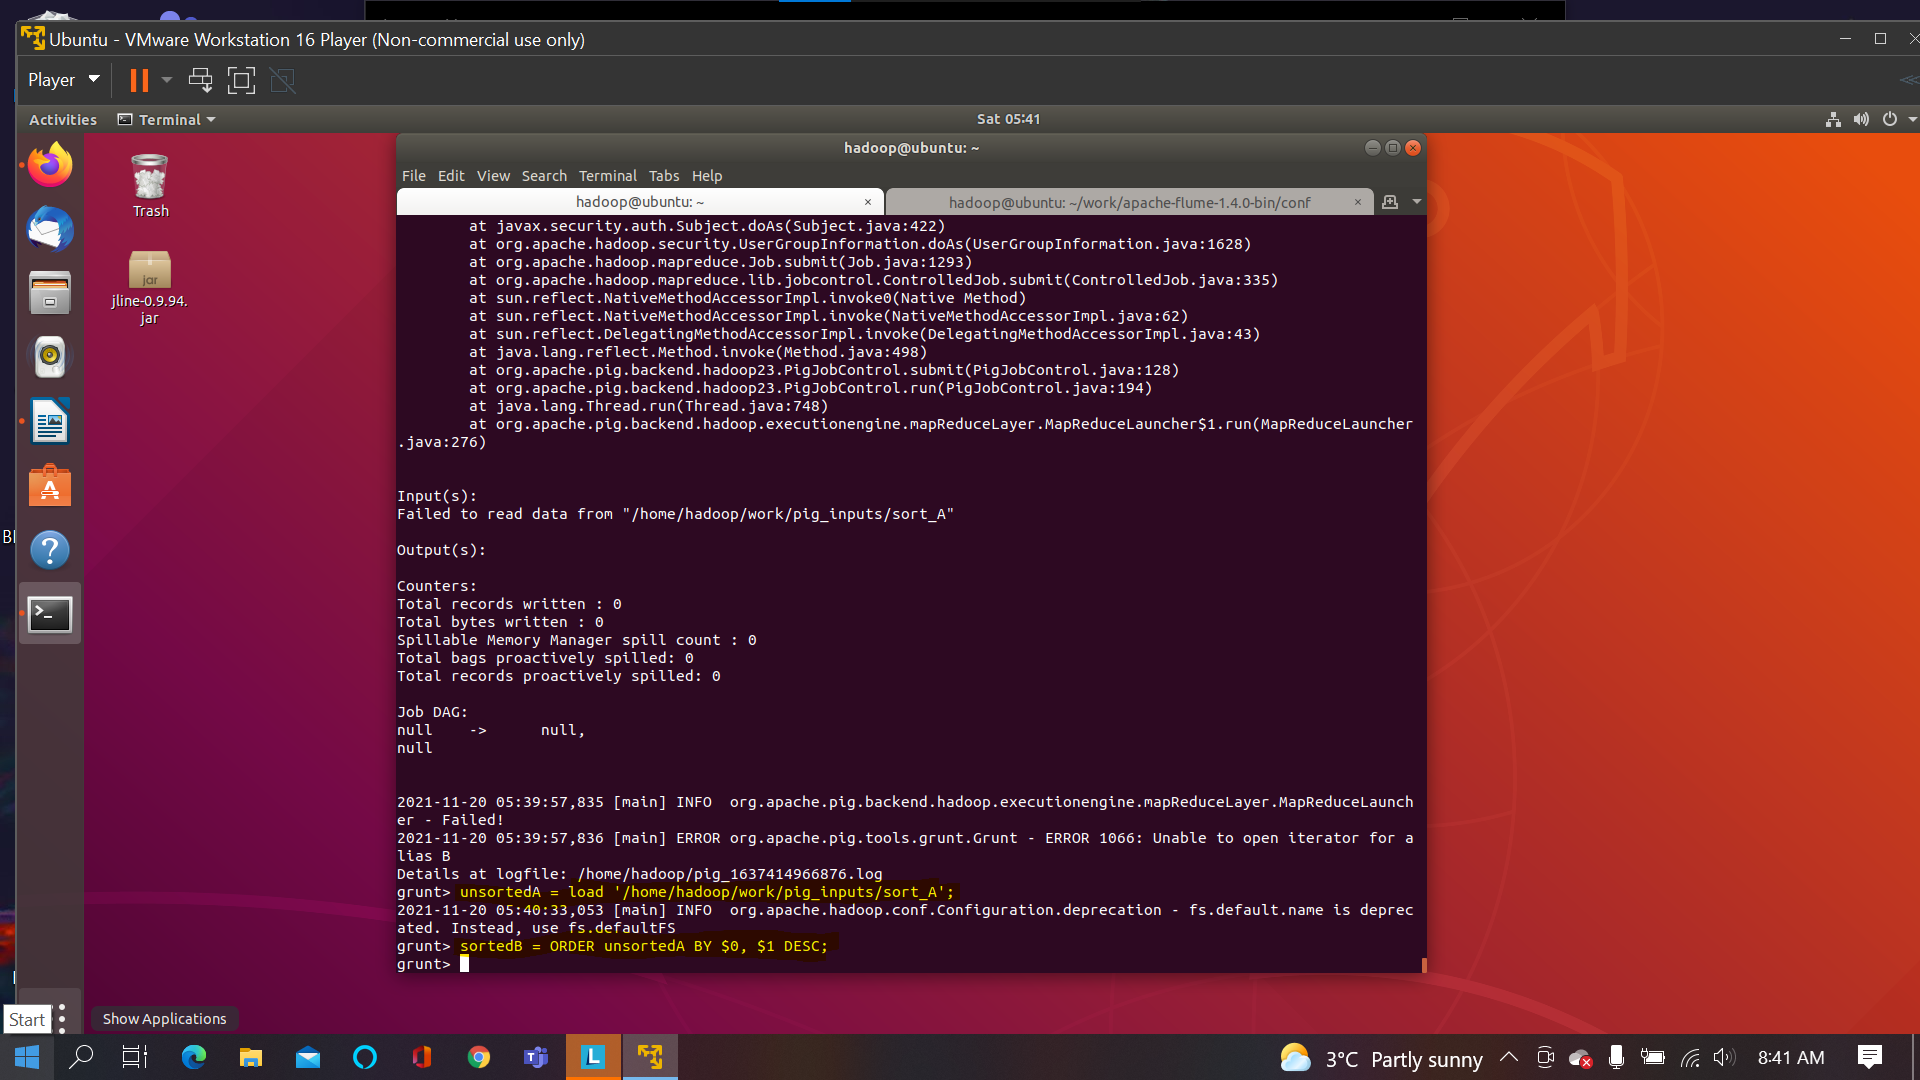 Ubuntu - VMware Workstation 16 Player (Non-commercial use only)
Player
Activities
Terminal
Sat 05:41
Trash
jar
jline-0.9.94.
jar
hadoop@ubuntu: ~
File Edit View Search Terminal Tabs Help
hadoop@ubuntu: ~ ×
hadoop@ubuntu: ~/work/apache-flume-1.4.0-bin/conf ×
at javax.security.auth.Subject.doAs(Subject.java:422)
at org.apache.hadoop.security.UserGroupInformation.doAs(UserGroupInformation.java:1628)
at org.apache.hadoop.mapreduce.Job.submit(Job.java:1293)
at org.apache.hadoop.mapreduce.lib.jobcontrol.ControlledJob.submit(ControlledJob.java:335)
at sun.reflect.NativeMethodAccessorImpl.invoke0(Native Method)
at sun.reflect.NativeMethodAccessorImpl.invoke(NativeMethodAccessorImpl.java:62)
at sun.reflect.DelegatingMethodAccessorImpl.invoke(DelegatingMethodAccessorImpl.java:43)
at java.lang.reflect.Method.invoke(Method.java:498)
at org.apache.pig.backend.hadoop23.PigJobControl.submit(PigJobControl.java:128)
at org.apache.pig.backend.hadoop23.PigJobControl.run(PigJobControl.java:194)
at java.lang.Thread.run(Thread.java:748)
at org.apache.pig.backend.hadoop.executionengine.mapReduceLayer.MapReduceLauncher$1.run(MapReduceLauncher
.java:276)
Input(s):
Failed to read data from "/home/hadoop/work/pig_inputs/sort_A"
Output(s):
Counters:
Total records written : 0
Total bytes written : 0
Spillable Memory Manager spill count : 0
Total bags proactively spilled: 0
Total records proactively spilled: 0
Job DAG:
null -> null,
null
2021-11-20 05:39:57,835 [main] INFO org.apache.pig.backend.hadoop.executionengine.mapReduceLayer.MapReduceLaunch
er - Failed!
2021-11-20 05:39:57,836 [main] ERROR org.apache.pig.tools.grunt.Grunt - ERROR 1066: Unable to open iterator for a
lias B
Details at logfile: /home/hadoop/pig_1637414966876.log
grunt> unsortedA = load '/home/hadoop/work/pig_inputs/sort_A';
2021-11-20 05:40:33,053 [main] INFO org.apache.hadoop.conf.Configuration.deprecation - fs.default.name is deprec
ated. Instead, use fs.defaultFS
grunt> sortedB = ORDER unsortedA BY $0, $1 DESC;
grunt>
Start
Show Applications
3°C Partly sunny
8:41 AM